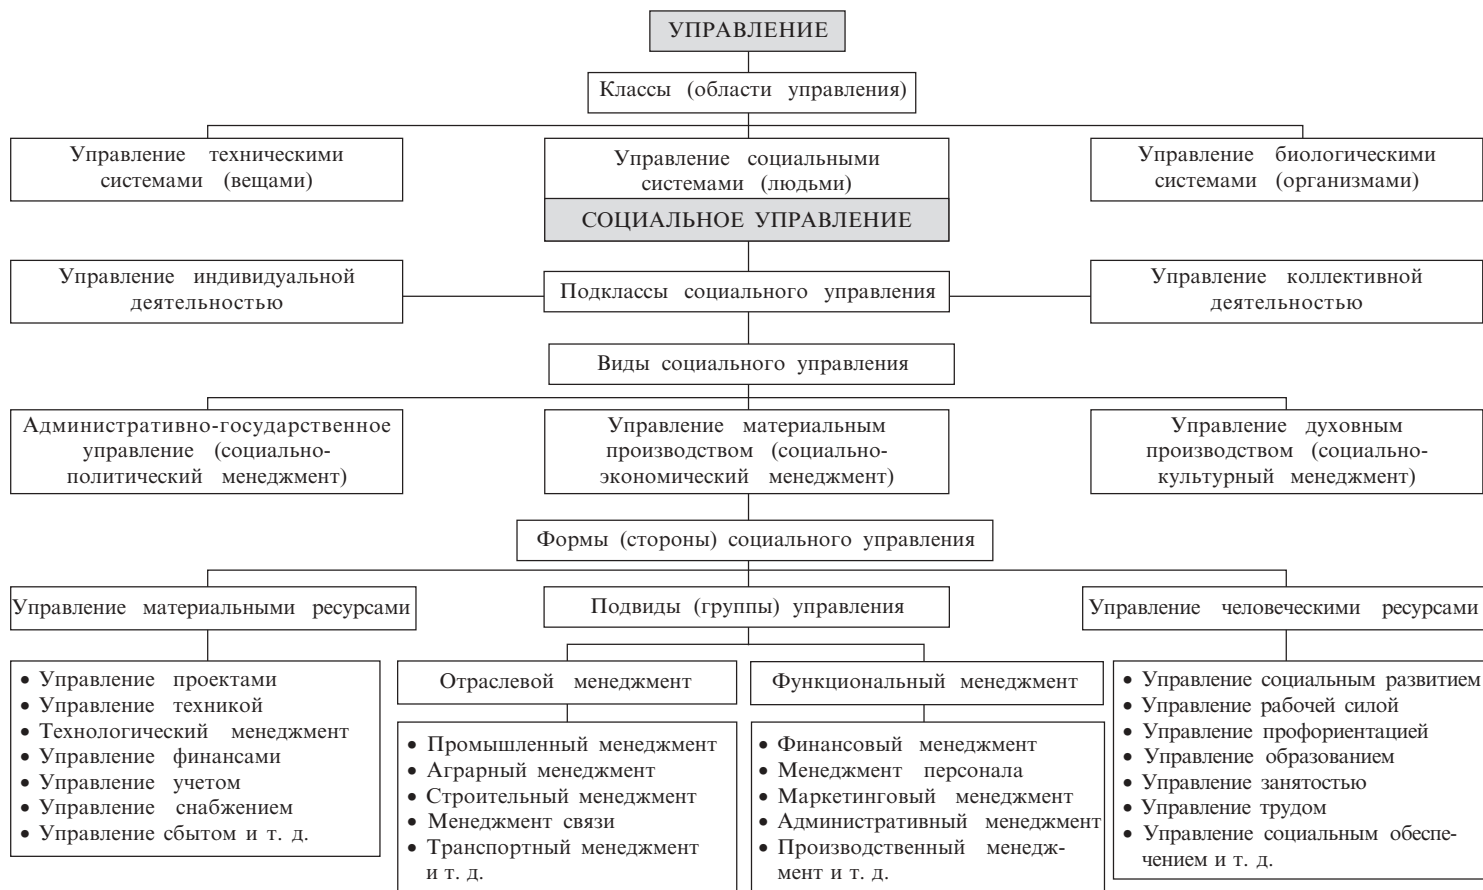 УПРАВЛЕНИЕ
Классы (области управления)
Управление техническими
системами (вещами)
Управление социальными
системами (людьми)
СОЦИАЛЬНОЕ УПРАВЛЕНИЕ
Управление биологическими
системами (организмами)
Управление индивидуальной
деятельностью
Подклассы социального управления
Управление коллективной
деятельностью
Виды социального управления
Административно-государственное
управление (социально-
политический менеджмент)
Управление материальным
производством (социально-
экономический менеджмент)
Управление духовным
производством (социально-
культурный менеджмент)
Формы (стороны) социального управления
Управление материальными ресурсами
Подвиды (группы) управления
Управление человеческими ресурсами
• Управление проектами
• Управление техникой
• Технологический менеджмент
• Управление финансами
• Управление учетом
• Управление снабжением
• Управление сбытом и т. д.
Отраслевой менеджмент
• Промышленный менеджмент
• Аграрный менеджмент
• Строительный менеджмент
• Менеджмент связи
• Транспортный менеджмент
и т. д.
Функциональный менеджмент
• Финансовый менеджмент
• Менеджмент персонала
• Маркетинговый менеджмент
• Административный менеджмент
• Производственный менедж-
мент и т. д.
• Управление социальным развитием
• Управление рабочей силой
• Управление профориентацией
• Управление образованием
• Управление занятостью
• Управление трудом
• Управление социальным обеспе-
чением и т. д.